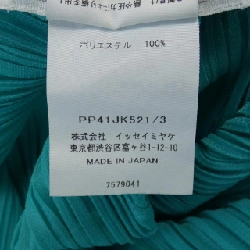 ポリエステル 100%
PP41JK521/3
株式会社 イッセイミヤケ
東京都渋谷区富ヶ谷1-12-10
MADE IN JAPAN
7579041